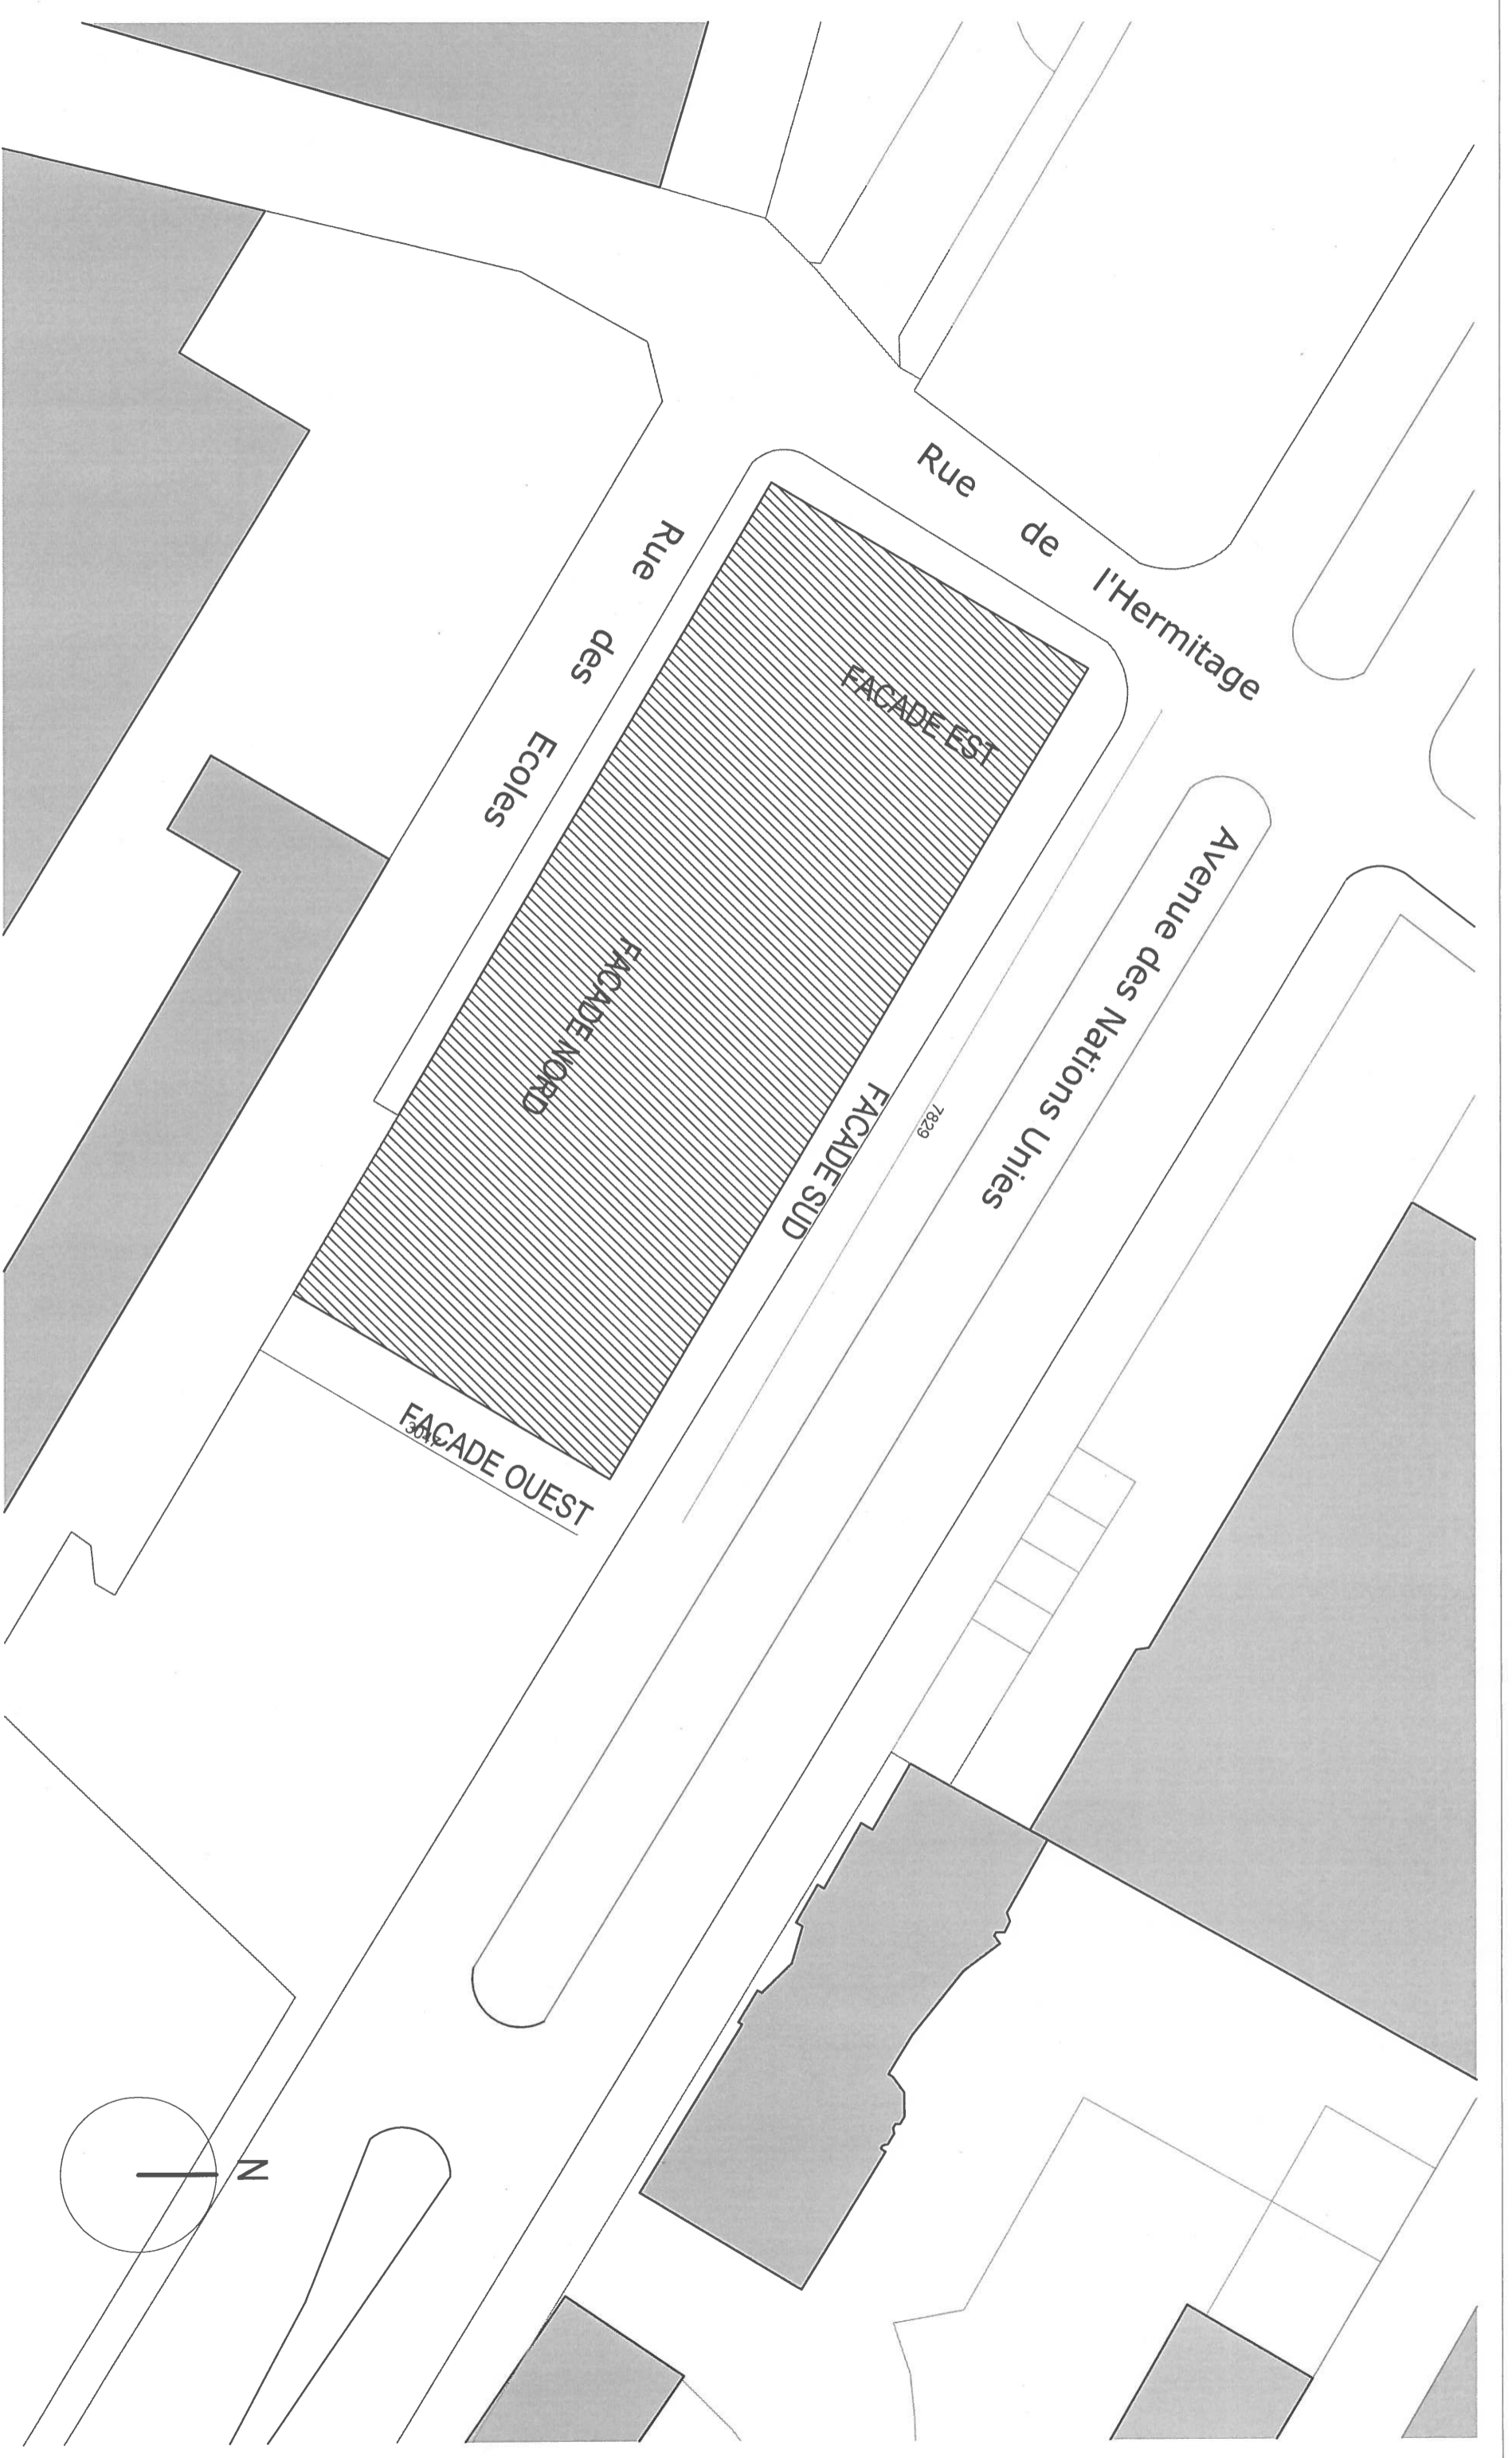 Rue de l'Hermitage
Rue des Ecoles
FACADE EST
Avenue des Nations Unies
FACADE NORD
FACADE SUD
7829
FACADE OUEST
N